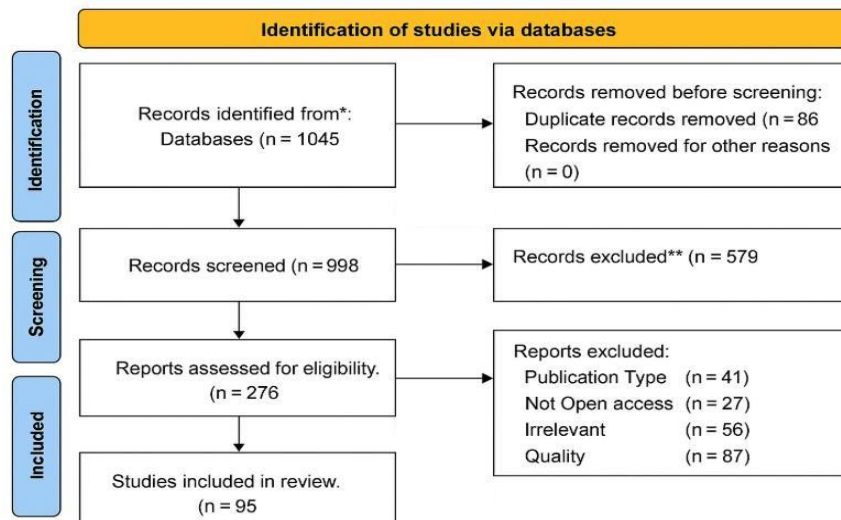 Identification of studies via databases
Identification
Records identified from*:
Databases (n = 1045
Records removed before screening:
Duplicate records removed (n = 86
Records removed for other reasons
(n = 0)
Screening
Records screened (n = 998
Records excluded** (n = 579
Reports assessed for eligibility.
(n = 276
Reports excluded:
Publication Type (n = 41)
Not Open access (n = 27)
Irrelevant (n = 56)
Quality (n = 87)
Included
Studies included in review.
(n = 95